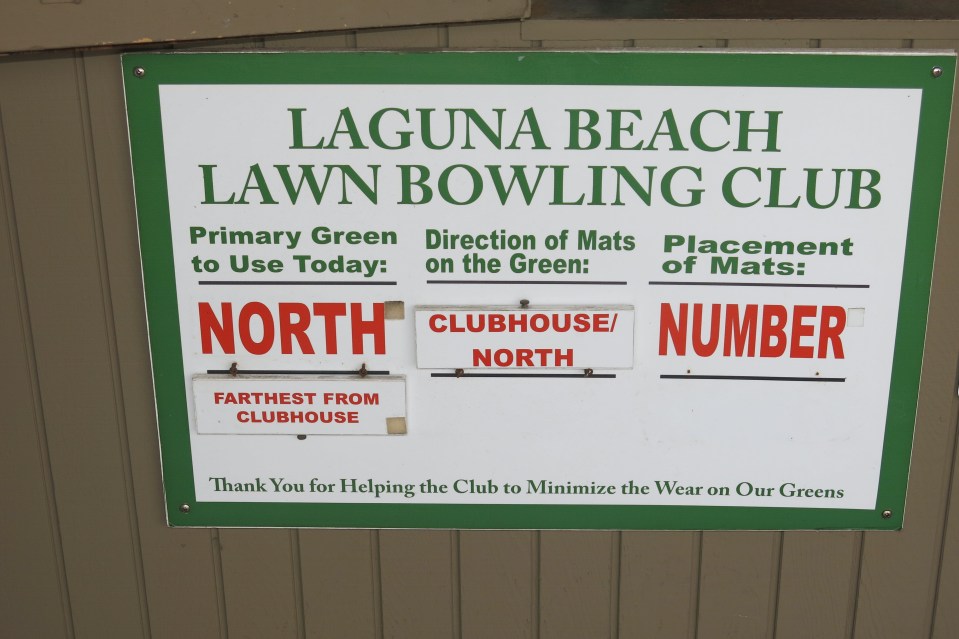 LAGUNA BEACH
LAWN BOWLING CLUB
Primary Green
to Use Today:
NORTH
FARTHEST FROM
CLUBHOUSE
Direction of Mats
on the Green:
CLUBHOUSE/
NORTH
Placement
of Mats:
NUMBER
Thank You for Helping the Club to Minimize the Wear on Our Greens